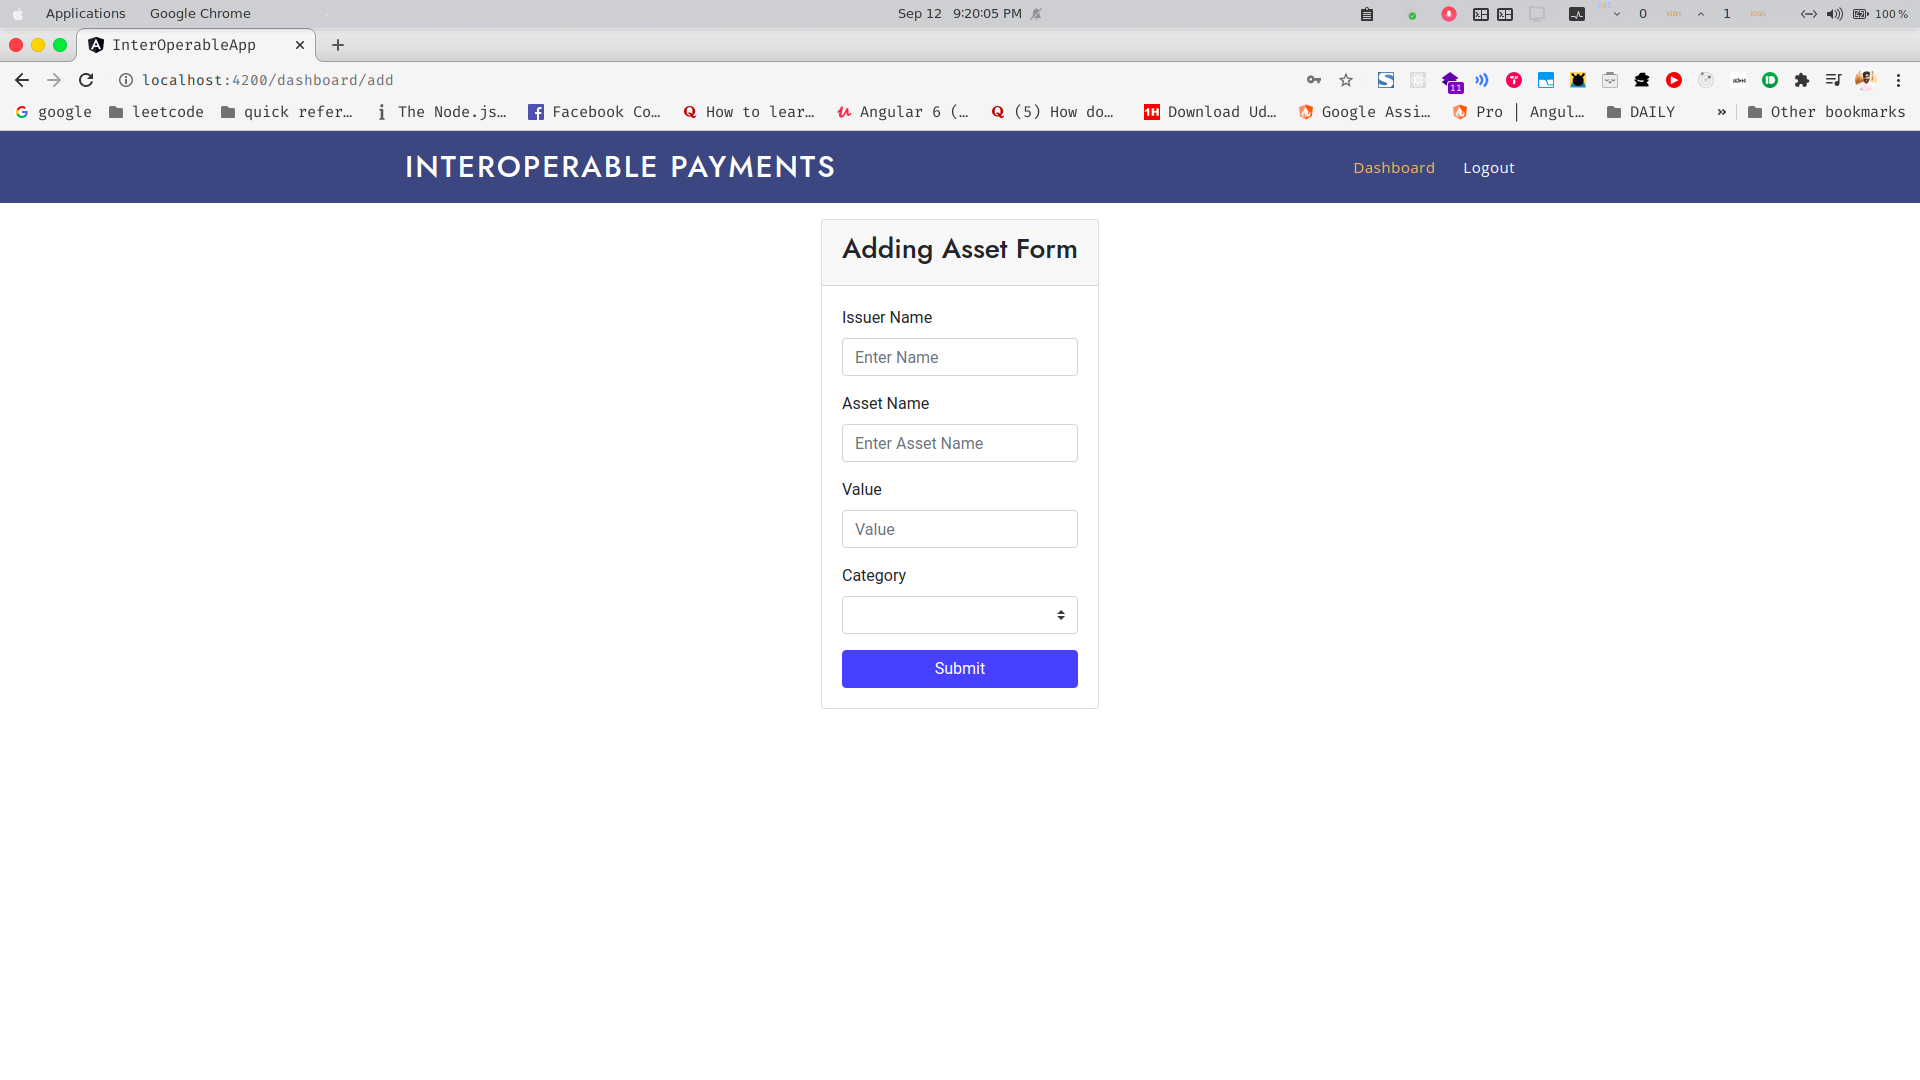 Applications Google Chrome Sep 12 9:20:05 PM 0 1 100 %
InterOperableApp
localhost:4200/dashboard/add
11
google leetcode quick refer… The Node.js… Facebook Co… How to lear… Angular 6 (… (5) How do… Download Ud… Google Assi… Pro | Angul… DAILY » Other bookmarks
INTEROPERABLE PAYMENTS Dashboard Logout
Adding Asset Form
Issuer Name
Enter Name
Asset Name
Enter Asset Name
Value
Value
Category
Submit